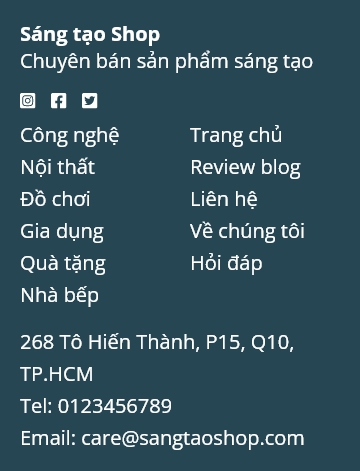 Sáng tạo Shop
Chuyên bán sản phẩm sáng tạo
Công nghệ
Nội thất
Đồ chơi
Gia dụng
Quà tặng
Nhà bếp
Trang chủ
Review blog
Liên hệ
Về chúng tôi
Hỏi đáp
268 Tô Hiến Thành, P15, Q10,
TP.HCM
Tel: 0123456789
Email: care@sangtaoshop.com